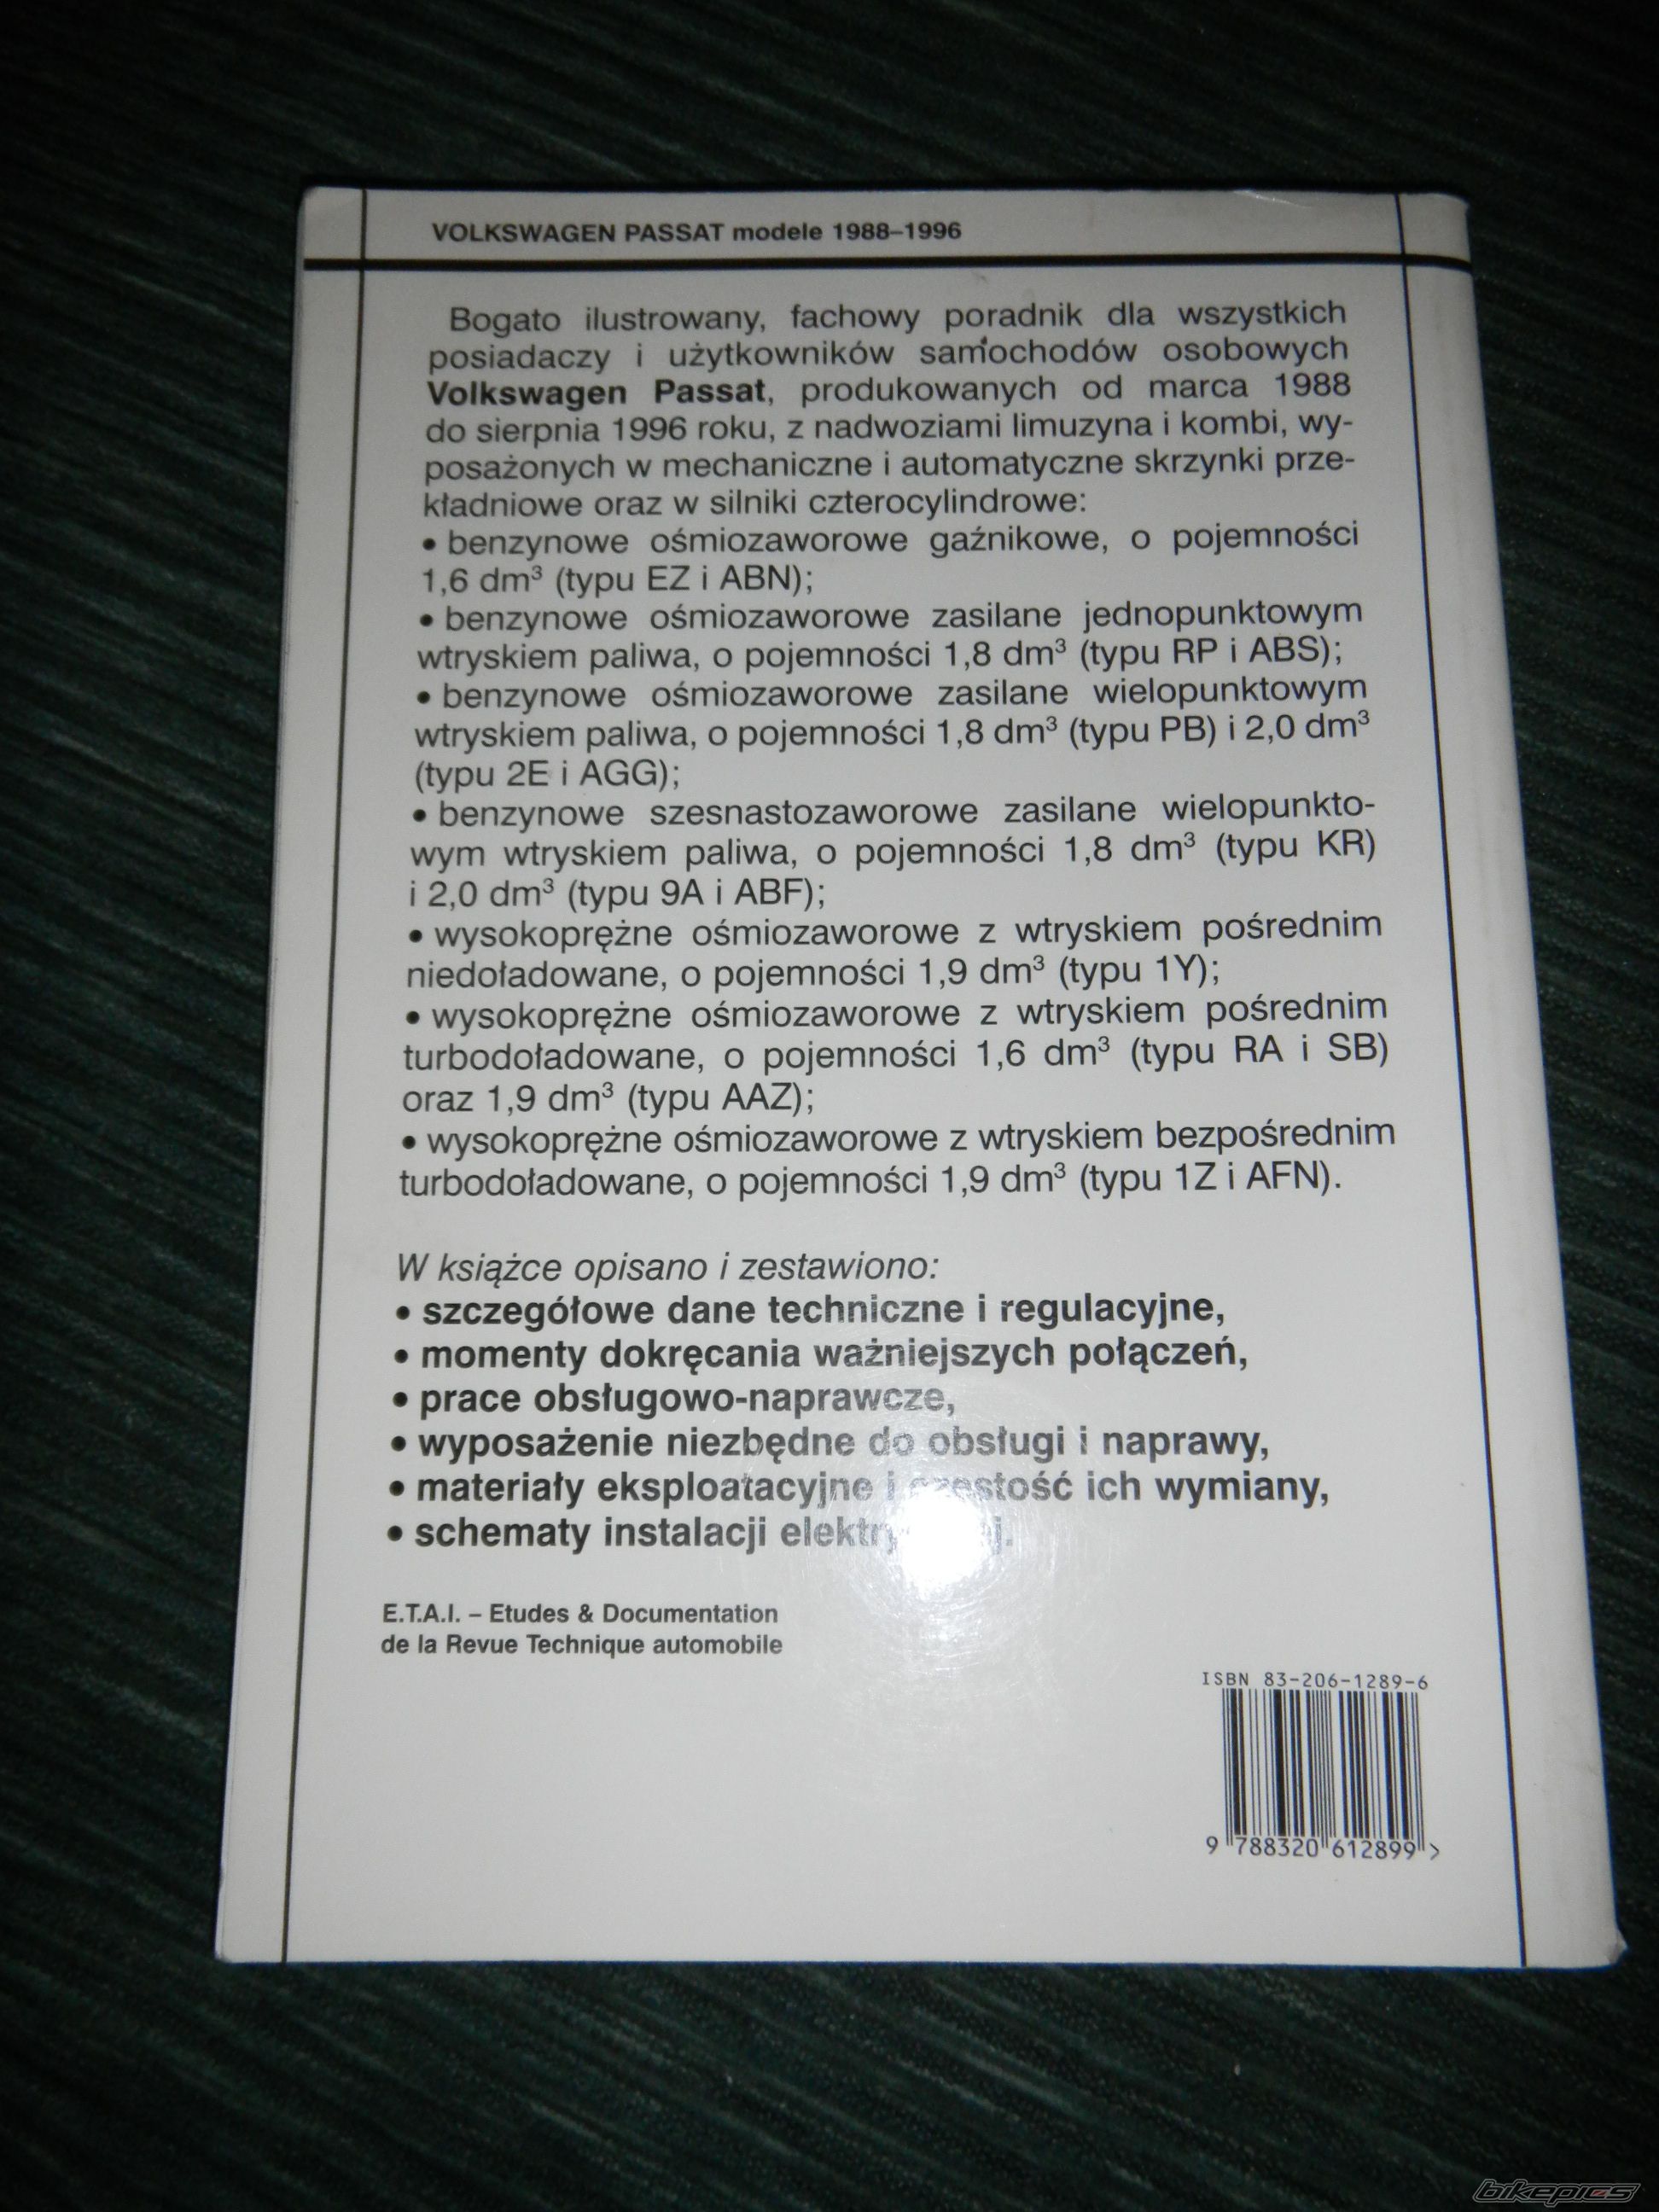 VOLKSWAGEN PASSAT modele 1988–1996
Bogato ilustrowany, fachowy poradnik dla wszystkich
posiadaczy i użytkowników samochodów osobowych
Volkswagen Passat, produkowanych od marca 1988
do sierpnia 1996 roku, z nadwoziami limuzyna i kombi, wy-
posażonych w mechaniczne i automatyczne skrzynki prze-
kładniowe oraz w silniki czterocylindrowe:
• benzynowe ośmiozaworowe gaźnikowe, o pojemności
1,6 dm³ (typu EZ i ABN);
• benzynowe ośmiozaworowe zasilane jednopunktowym
wtryskiem paliwa, o pojemności 1,8 dm³ (typu RP i ABS);
• benzynowe ośmiozaworowe zasilane wielopunktowym
wtryskiem paliwa, o pojemności 1,8 dm³ (typu PB) i 2,0 dm³
(typu 2E i AGG);
• benzynowe szesnastozaworowe zasilane wielopunkto-
wym wtryskiem paliwa, o pojemności 1,8 dm³ (typu KR)
i 2,0 dm³ (typu 9A i ABF);
• wysokoprężne ośmiozaworowe z wtryskiem pośrednim
niedoładowane, o pojemności 1,9 dm³ (typu 1Y);
• wysokoprężne ośmiozaworowe z wtryskiem pośrednim
turbodoładowane, o pojemności 1,6 dm³ (typu RA i SB)
oraz 1,9 dm³ (typu AAZ);
• wysokoprężne ośmiozaworowe z wtryskiem bezpośrednim
turbodoładowane, o pojemności 1,9 dm³ (typu 1Z i AFN).
W książce opisano i zestawiono:
• szczegółowe dane techniczne i regulacyjne,
• momenty dokręcania ważniejszych połączeń,
• prace obsługowo-naprawcze,
• wyposażenie niezbędne do obsługi i naprawy,
• materiały eksploatacyjne i częstość ich wymiany,
• schematy instalacji
E.T.A.I. – Etudes & Documentation
de la Revue Technique automobile
ISBN 83-206-1289-6
9 788320 612899 >
bikepics